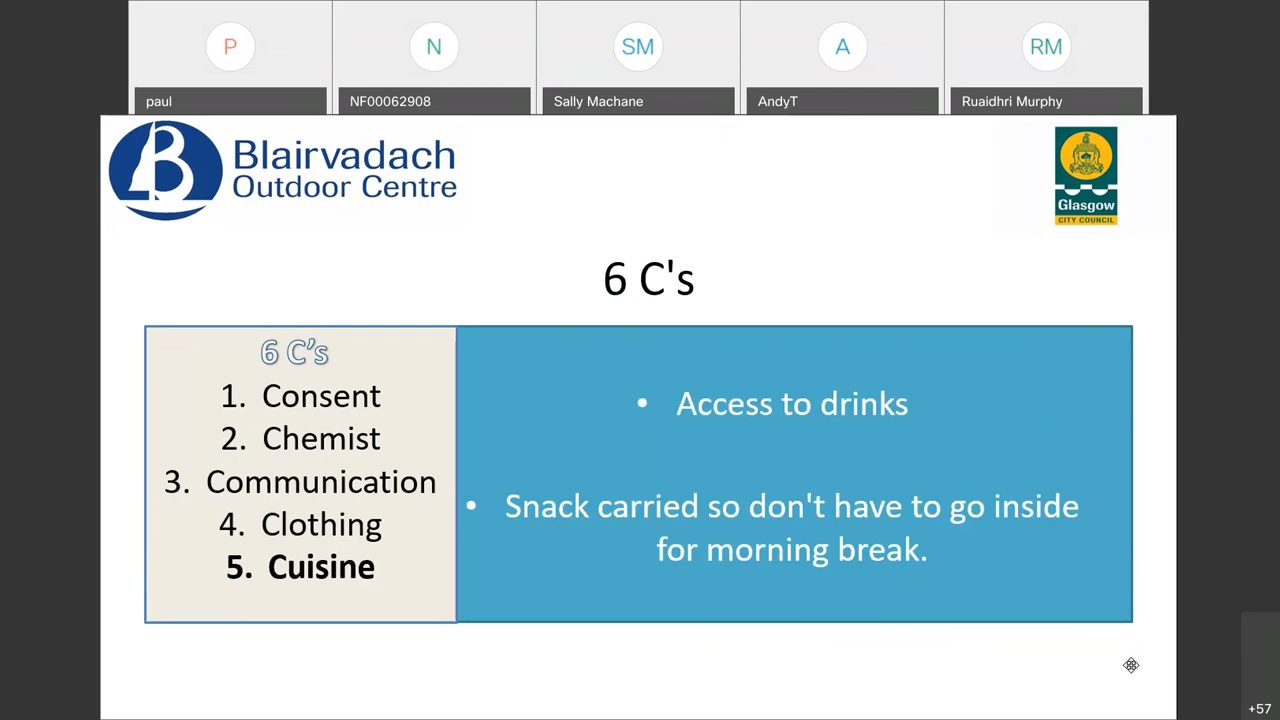 P
N
SM
A
RM
paul
NF00062908
Sally Machane
AndyT
Ruaidhri Murphy
Blairvadach
Outdoor Centre
Glasgow
CITY COUNCIL
6 C's
6 C’s
1. Consent
2. Chemist
3. Communication
4. Clothing
5. Cuisine
• Access to drinks
• Snack carried so don't have to go inside
for morning break.
+57